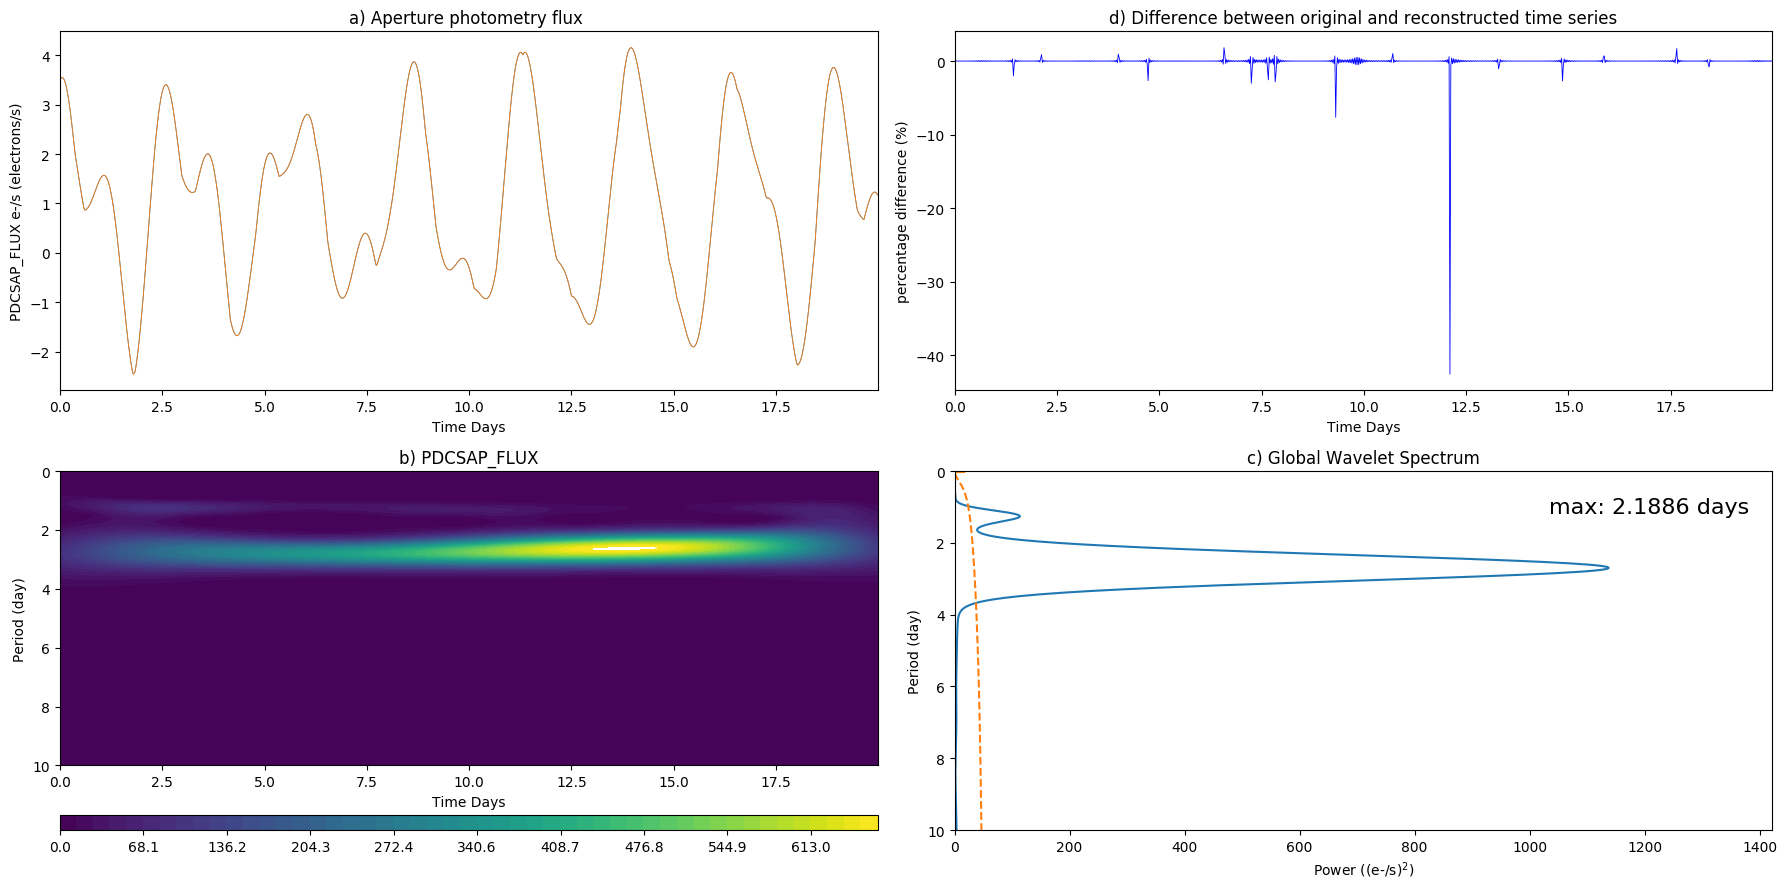 a) Aperture photometry flux
PDCSAP_FLUX e-/s (electrons/s)
4
3
2
1
0
−1
−2
0.0 2.5 5.0 7.5 10.0 12.5 15.0 17.5
Time Days
d) Difference between original and reconstructed time series
percentage difference (%)
0
−10
−20
−30
−40
0.0 2.5 5.0 7.5 10.0 12.5 15.0 17.5
Time Days
b) PDCSAP_FLUX
Period (day)
0
2
4
6
8
10
0.0 2.5 5.0 7.5 10.0 12.5 15.0 17.5
Time Days
0.0 68.1 136.2 204.3 272.4 340.6 408.7 476.8 544.9 613.0
c) Global Wavelet Spectrum
max: 2.1886 days
Period (day)
0
2
4
6
8
10
0 200 400 600 800 1000 1200 1400
Power ((e-/s)²)